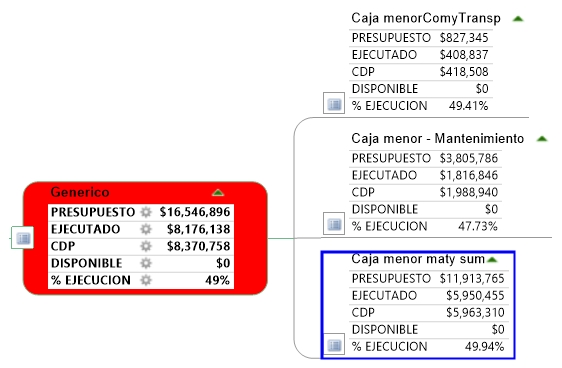 Caja menorComyTransp
PRESUPUESTO $827,345
EJECUTADO $408,837
CDP $418,508
DISPONIBLE $0
% EJECUCION 49.41%
Caja menor - Mantenimiento
PRESUPUESTO $3,805,786
EJECUTADO $1,816,846
CDP $1,988,940
DISPONIBLE $0
% EJECUCION 47.73%
Generico
PRESUPUESTO $16,546,896
EJECUTADO $8,176,138
CDP $8,370,758
DISPONIBLE $0
% EJECUCION 49%
Caja menor maty sum
PRESUPUESTO $11,913,765
EJECUTADO $5,950,455
CDP $5,963,310
DISPONIBLE $0
% EJECUCION 49.94%